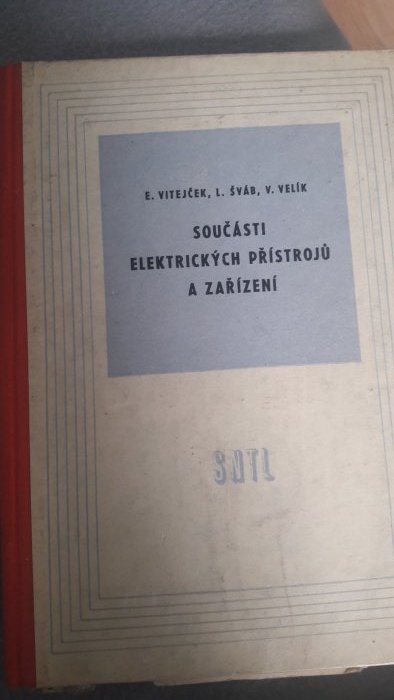 E. VITEJČEK, L. ŠVÁB, V. VELÍK
SOUČÁSTI
ELEKTRICKÝCH PŘÍSTROJŮ
A ZAŘÍZENÍ
SNTL